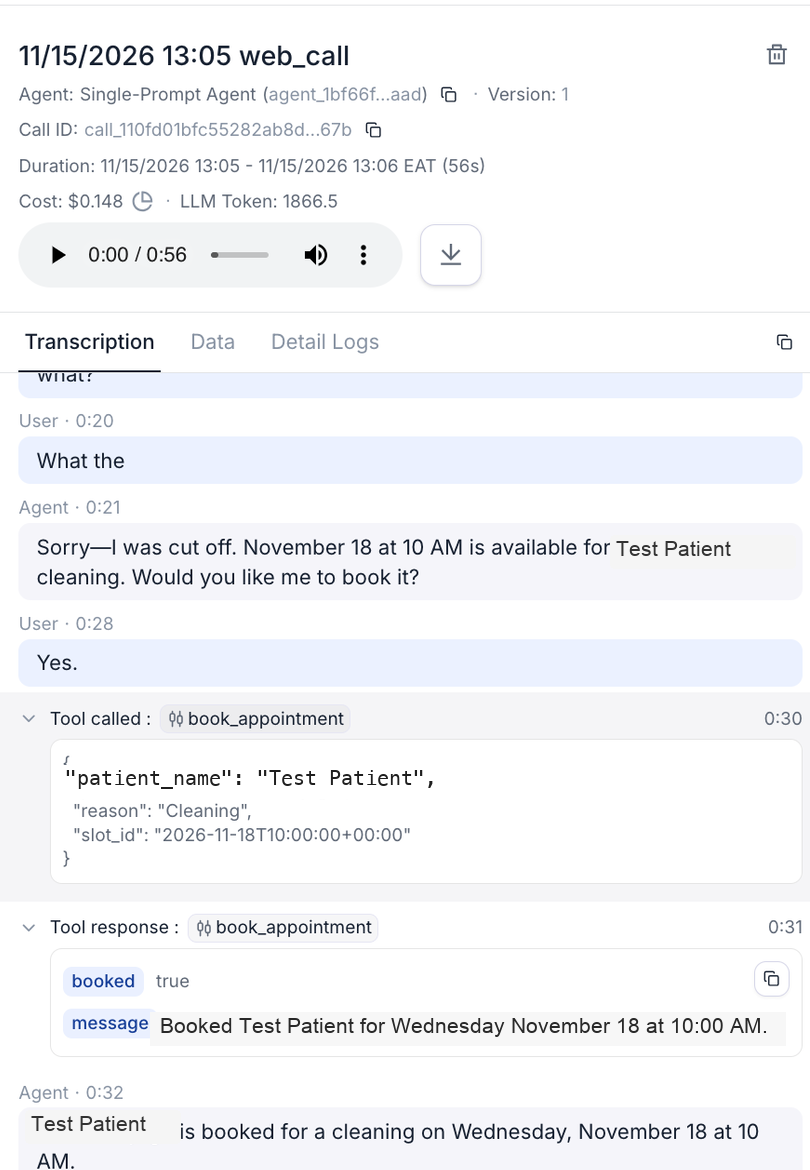 11/15/2026 13:05 web_call
Agent: Single-Prompt Agent (agent_1bf66f...aad) · Version: 1
Call ID: call_110fd01bfc55282ab8d...67b
Duration: 11/15/2026 13:05 - 11/15/2026 13:06 EAT (56s)
Cost: $0.148 · LLM Token: 1866.5
0:00 / 0:56
Transcription Data Detail Logs
what?
User · 0:20
What the
Agent · 0:21
Sorry—I was cut off. November 18 at 10 AM is available for Test Patient
cleaning. Would you like me to book it?
User · 0:28
Yes.
Tool called : book_appointment 0:30
{
"patient_name": "Test Patient",
"reason": "Cleaning",
"slot_id": "2026-11-18T10:00:00+00:00"
}
Tool response : book_appointment 0:31
booked true
message Booked Test Patient for Wednesday November 18 at 10:00 AM.
Agent · 0:32
Test Patient is booked for a cleaning on Wednesday, November 18 at 10
AM.